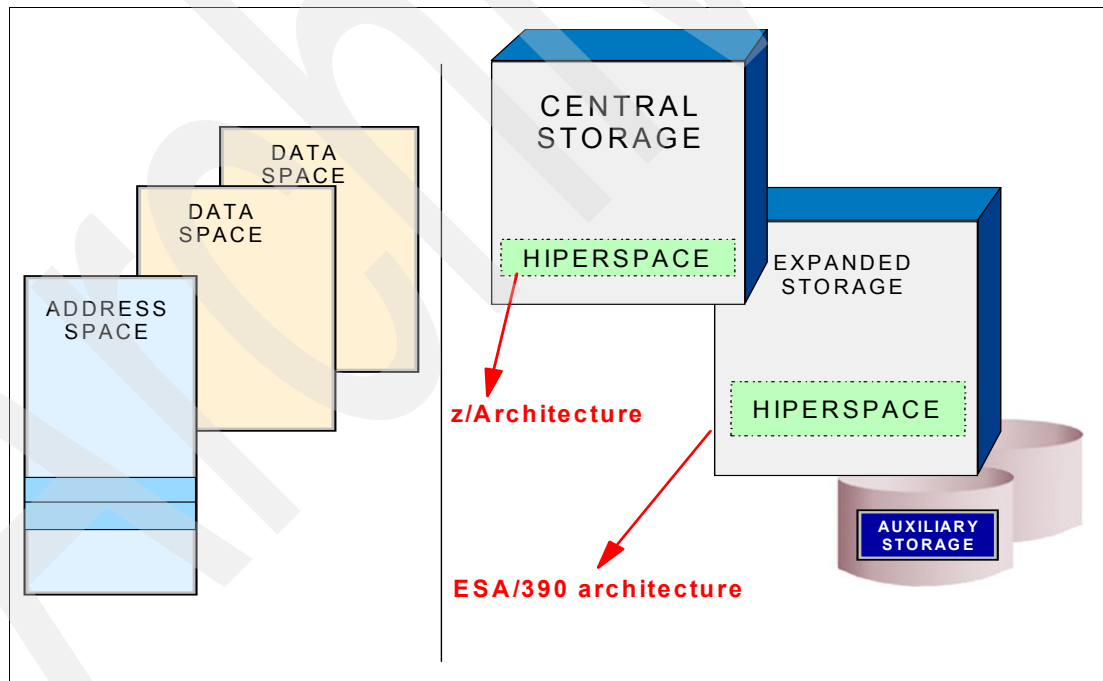 DATA
SPACE
DATA
SPACE
ADDRESS
SPACE
CENTRAL
STORAGE
HIPERSPACE
EXPANDED
STORAGE
z/Architecture
HIPERSPACE
AUXILIARY
STORAGE
ESA/390 architecture